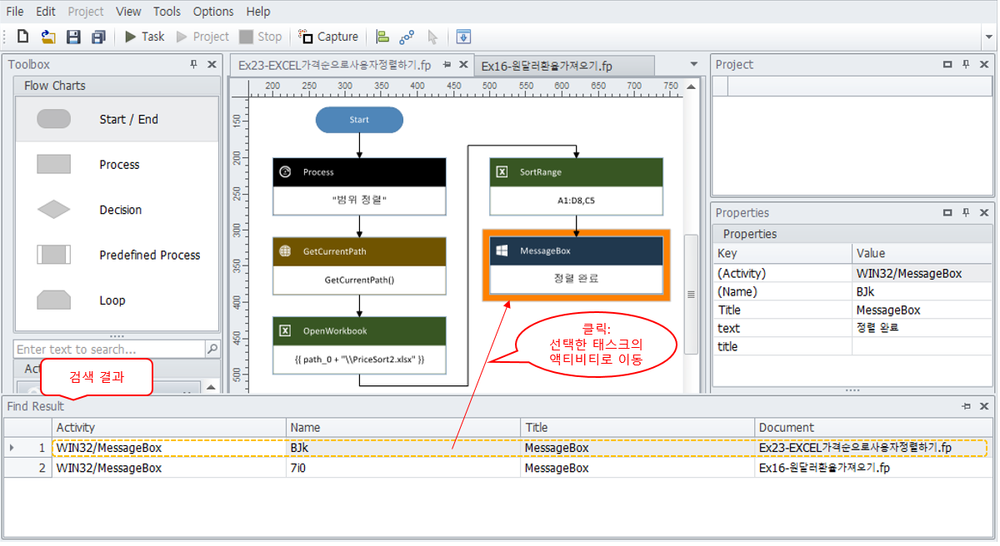 File Edit Project View Tools Options Help
Task Project Stop Capture
Toolbox
Flow Charts
Start / End
Process
Decision
Predefined Process
Loop
Enter text to search...
검색 결과
Ex23-EXCEL가격순으로사용자정렬하기.fp
Ex16-원달러환율가져오기.fp
200 250 300 350 400 450 500 550 600 650 700 750
150
200
250
300
350
400
450
500
Start
Process
"범위 정렬"
GetCurrentPath
GetCurrentPath()
OpenWorkbook
{{ path_0 + "\\PriceSort2.xlsx" }}
SortRange
A1:D8,C5
MessageBox
정렬 완료
클릭:
선택한 태스크의
액티비티로 이동
Project
Properties
Properties
Key Value
(Activity) WIN32/MessageBox
(Name) BJk
Title MessageBox
text 정렬 완료
title
Find Result
Activity Name Title Document
1 WIN32/MessageBox BJk MessageBox Ex23-EXCEL가격순으로사용자정렬하기.fp
2 WIN32/MessageBox 7i0 MessageBox Ex16-원달러환율가져오기.fp